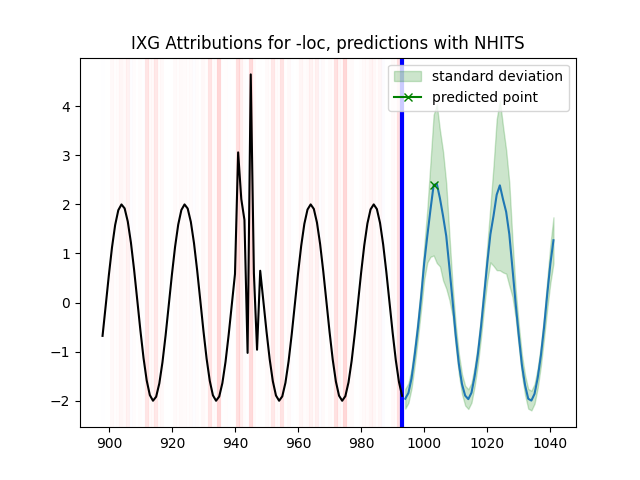 IXG Attributions for -loc, predictions with NHITS
standard deviation
predicted point
4
3
2
1
0
−1
−2
900 920 940 960 980 1000 1020 1040